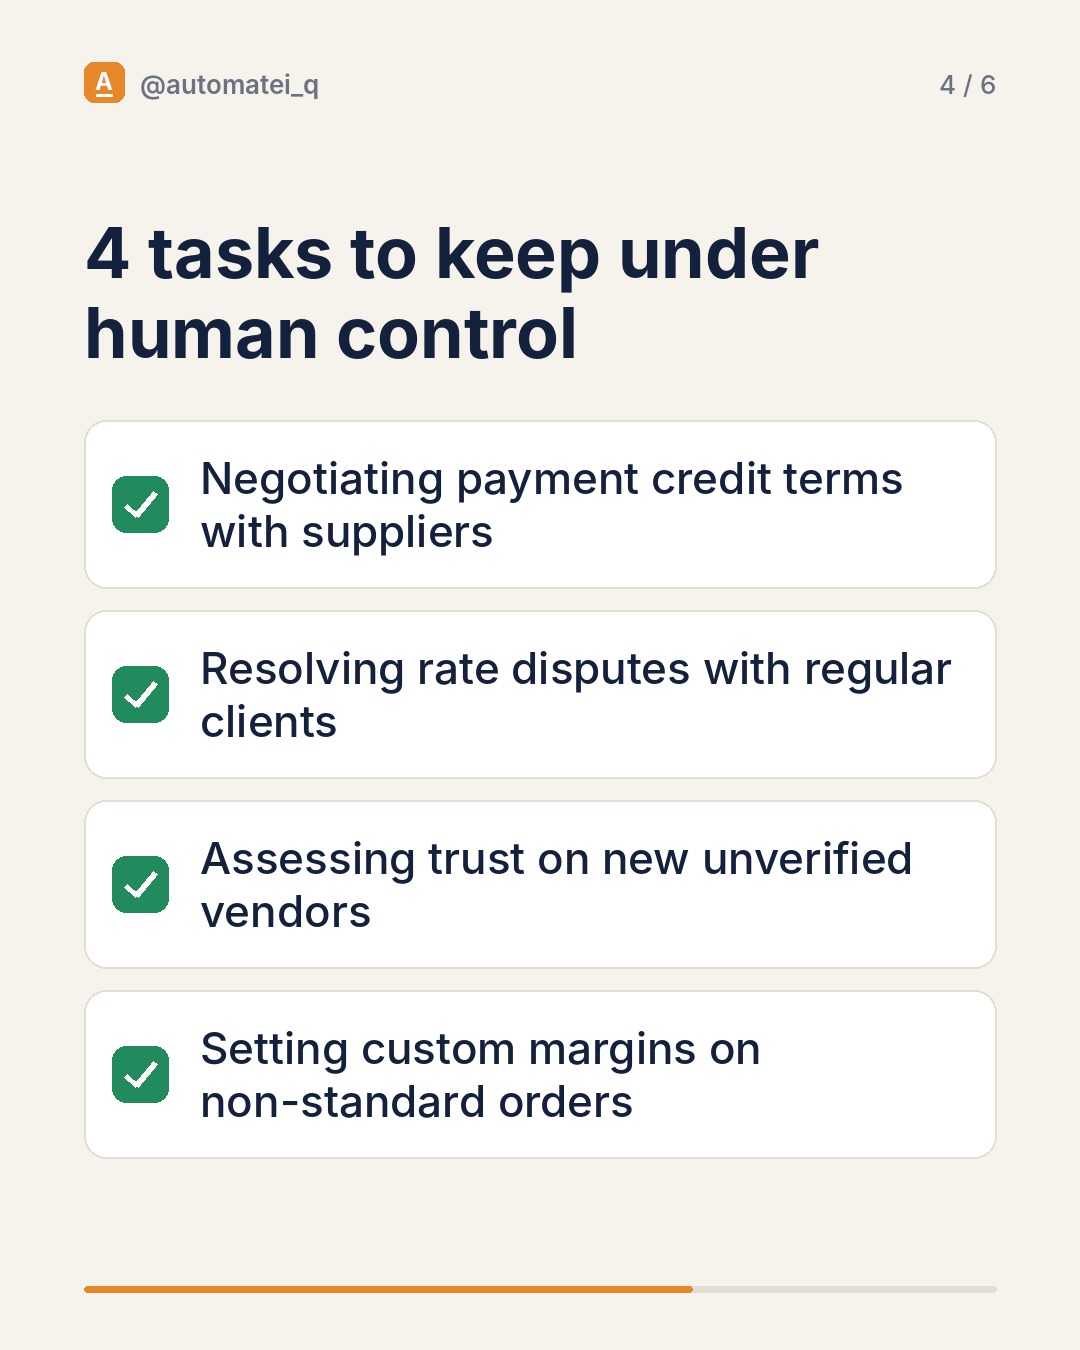 A @automatei_q
4 / 6
4 tasks to keep under
human control
Negotiating payment credit terms
with suppliers
Resolving rate disputes with regular
clients
Assessing trust on new unverified
vendors
Setting custom margins on
non-standard orders